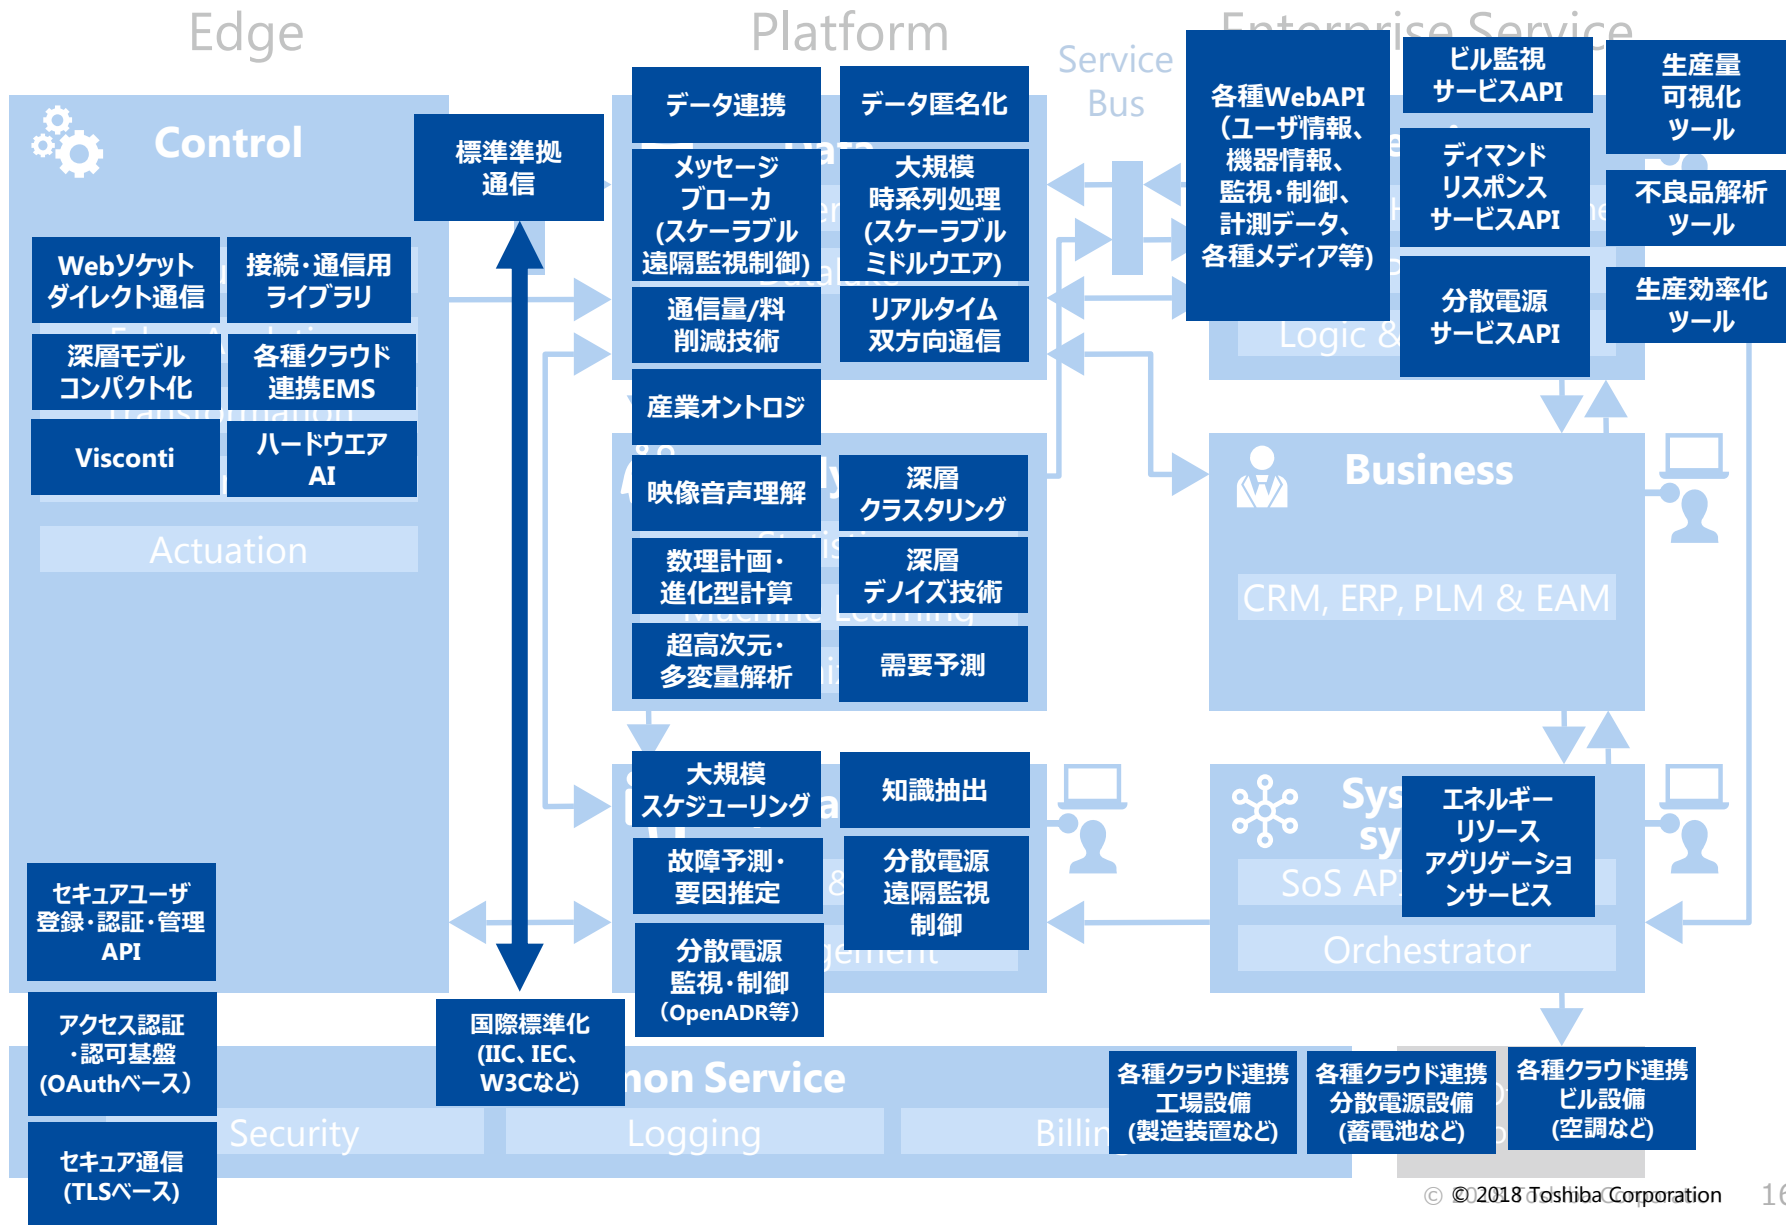 Edge
Platform
Enterprise Service
Service
Bus
Control
標準準拠
通信
Webソケット
ダイレクト通信
接続・通信用
ライブラリ
深層モデル
コンパクト化
各種クラウド
連携EMS
Visconti
ハードウエア
AI
Actuation
セキュアユーザ
登録・認証・管理
API
アクセス認証
・認可基盤
(OAuthベース)
セキュア通信
(TLSベース)
国際標準化
(IIC、IEC、
W3Cなど)
データ連携
データ匿名化
メッセージ
ブローカ
(スケーラブル
遠隔監視制御)
大規模
時系列処理
(スケーラブル
ミドルウエア)
通信量/料
削減技術
リアルタイム
双方向通信
産業オントロジ
映像音声理解
深層
クラスタリング
数理計画・
進化型計算
深層
デノイズ技術
Machine Learning
超高次元・
多変量解析
需要予測
大規模
スケジューリング
知識抽出
故障予測・
要因推定
分散電源
遠隔監視
制御
分散電源
監視・制御
(OpenADR等)
各種WebAPI
(ユーザ情報、
機器情報、
監視・制御、
計測データ、
各種メディア等)
ビル監視
サービスAPI
ディマンド
リスポンス
サービスAPI
分散電源
サービスAPI
生産量
可視化
ツール
不良品解析
ツール
生産効率化
ツール
Logic &
Business
CRM, ERP, PLM & EAM
エネルギー
リソース
アグリゲーショ
ンサービス
SoS API
Orchestrator
Service
Security
Logging
Billing
各種クラウド連携
工場設備
(製造装置など)
各種クラウド連携
分散電源設備
(蓄電池など)
各種クラウド連携
ビル設備
(空調など)
© 2018 Toshiba Corporation
16